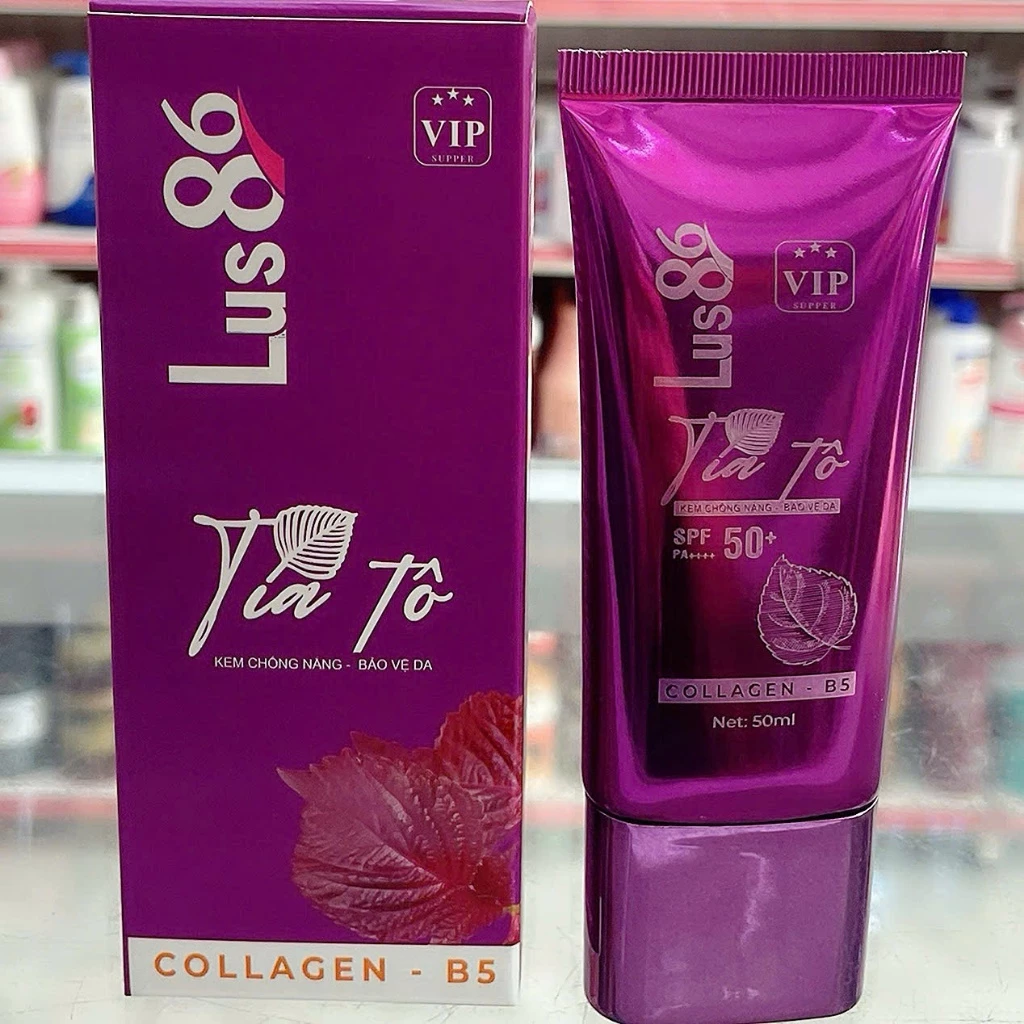 Lus86
VIP
SUPPER
Tía Tô
KEM CHỐNG NẮNG - BẢO VỆ DA
COLLAGEN - B5
Lus86
VIP
SUPPER
Tía Tô
KEM CHỐNG NẮNG - BẢO VỆ DA
SPF 50+
PA++++
COLLAGEN - B5
Net: 50ml